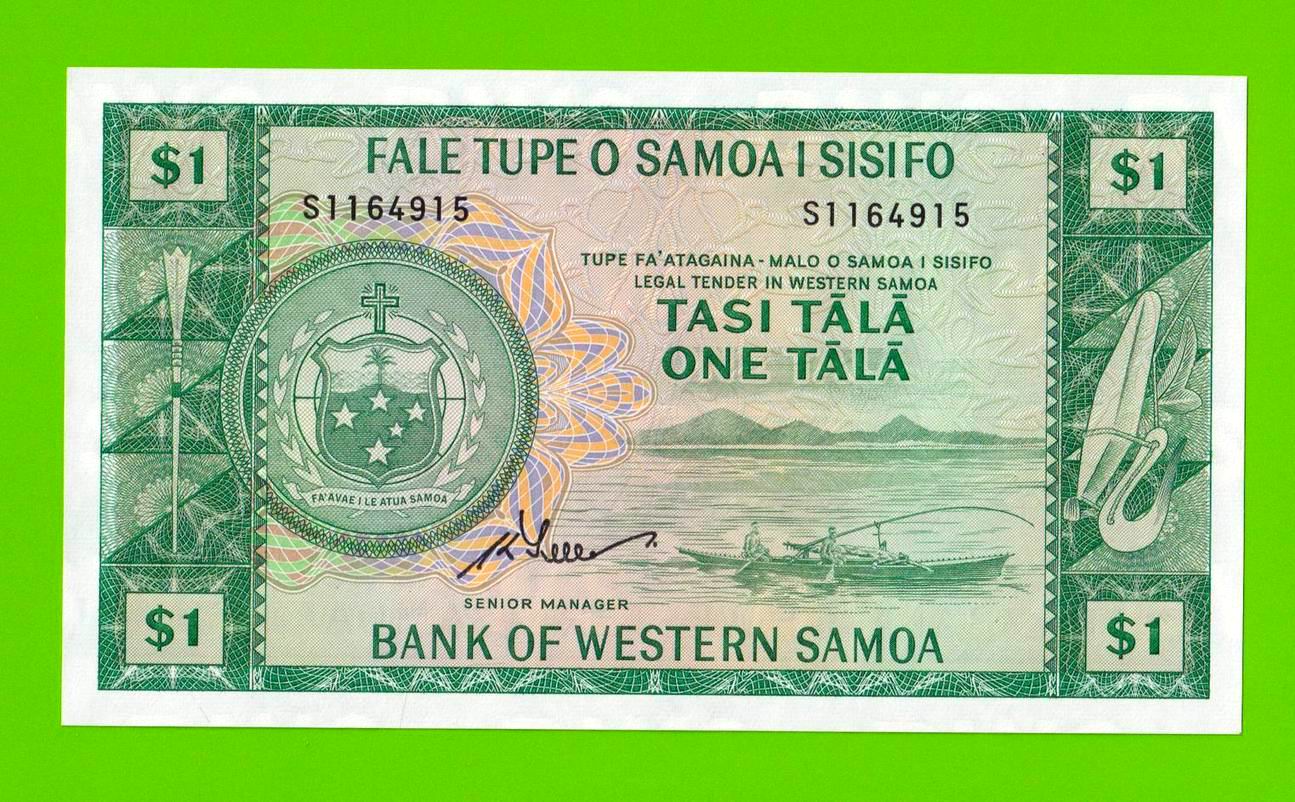 $1
FALE TUPE O SAMOA I SISIFO
$1
S1164915
S1164915
TUPE FA'ATAGAINA - MALO O SAMOA I SISIFO
LEGAL TENDER IN WESTERN SAMOA
TASI TĀLĀ
ONE TĀLĀ
FA'AVAE I LE ATUA SAMOA
SENIOR MANAGER
$1
BANK OF WESTERN SAMOA
$1